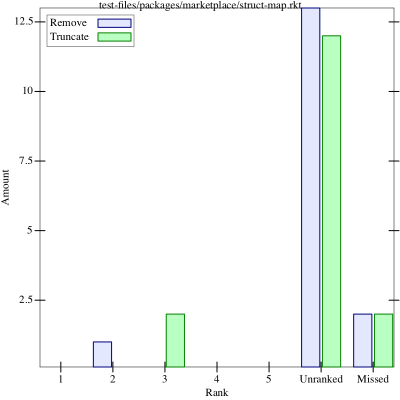 test-files/packages/marketplace/struct-map.rkt
12.5
Remove
Truncate
10
7.5
Amount
5
2.5
1 2 3 4 5 Unranked Missed
Rank